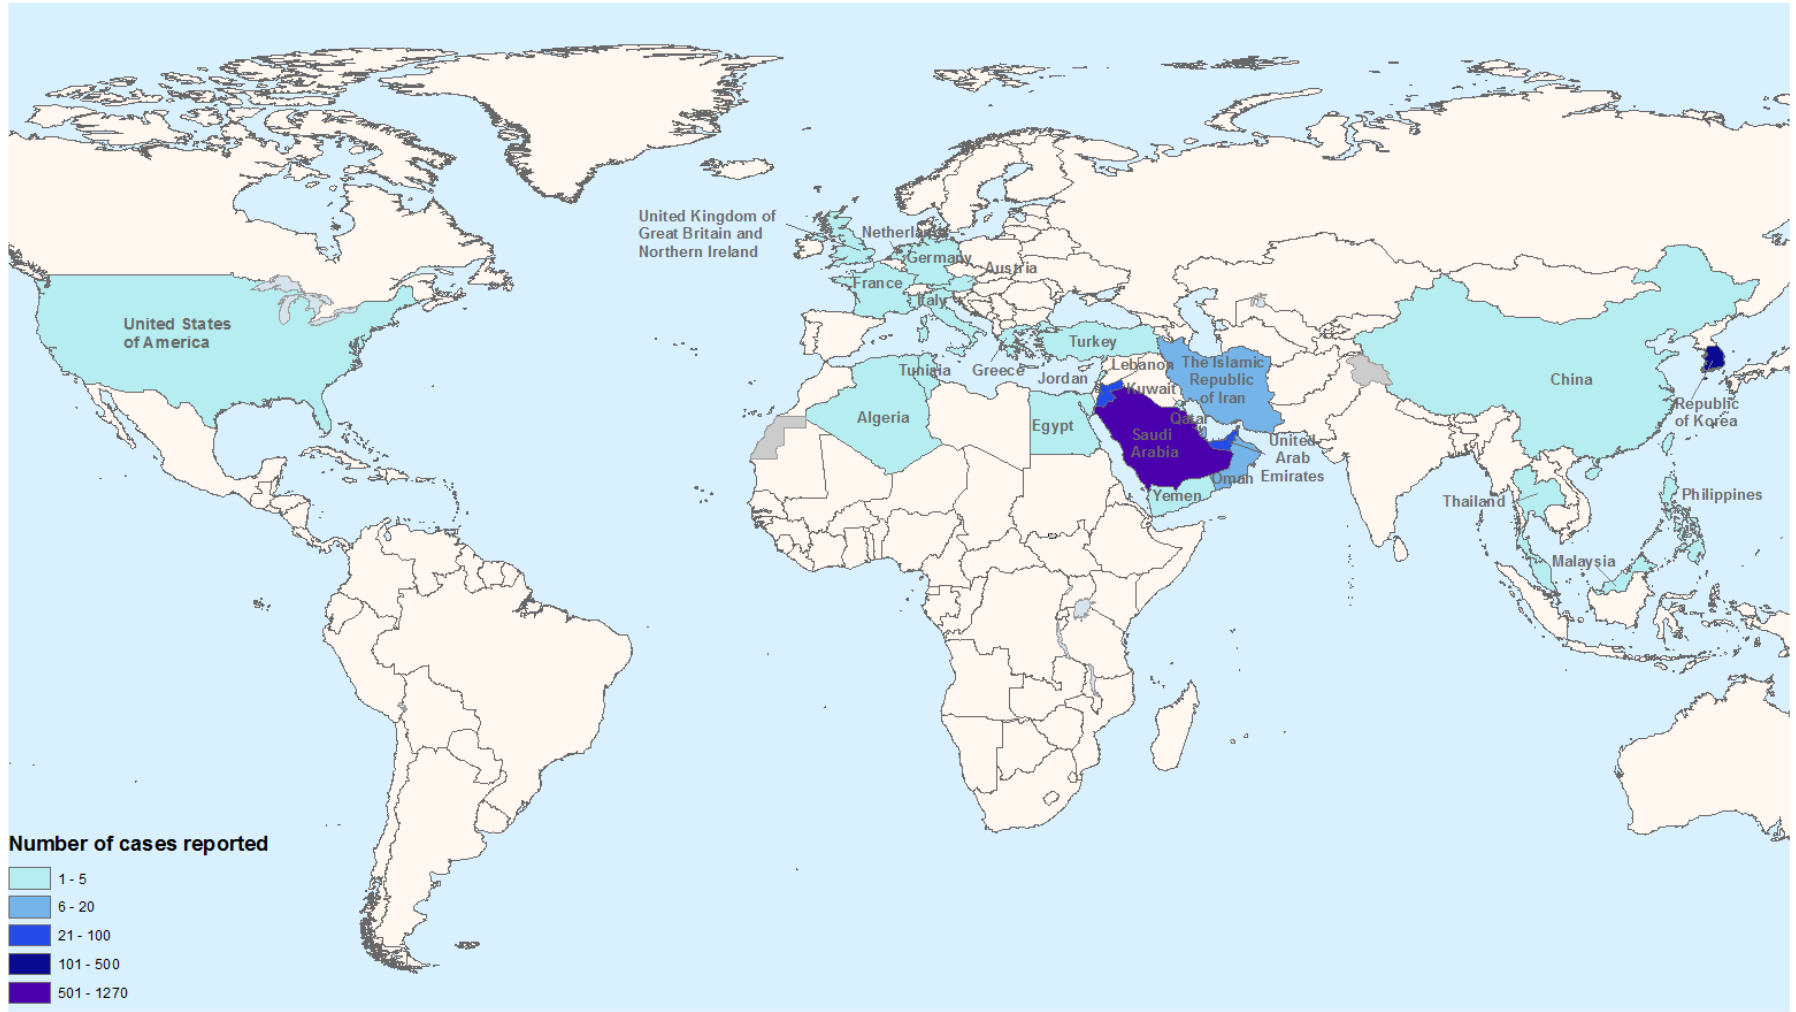 United Kingdom of
Great Britain and
Northern Ireland
Netherlands
Germany
Austria
France
Italy
United States
of America
Turkey
Tunisia
Greece
Lebanon
Jordan
Kuwait
The Islamic
Republic
of Iran
China
Algeria
Egypt
Qatar
Saudi
Arabia
Republic
of Korea
United
Arab
Emirates
Oman
Yemen
Thailand
Philippines
Malaysia
Number of cases reported
1 - 5
6 - 20
21 - 100
101 - 500
501 - 1270